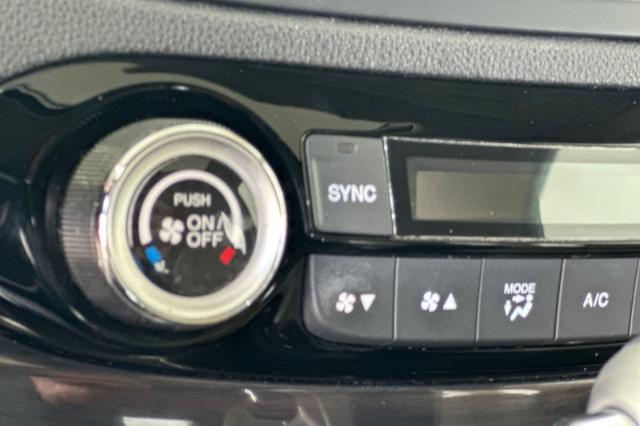 PUSH
ON/
OFF
SYNC
MODE
A/C